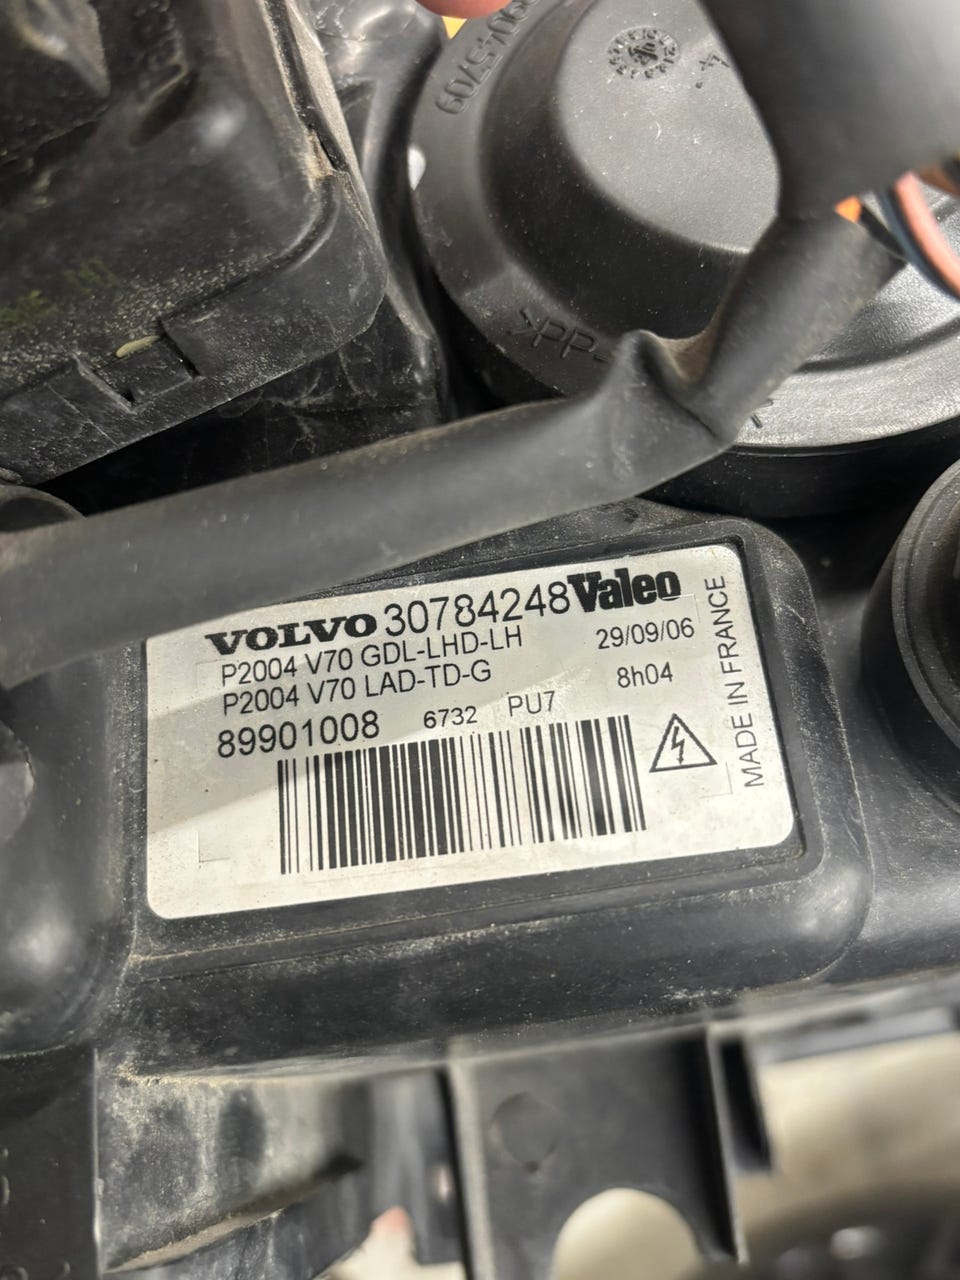 >PP-
VOLVO 30784248 Valeo
P2004 V70 GDL-LHD-LH 29/09/06
P2004 V70 LAD-TD-G 8h04
89901008 6732 PU7
MADE IN FRANCE